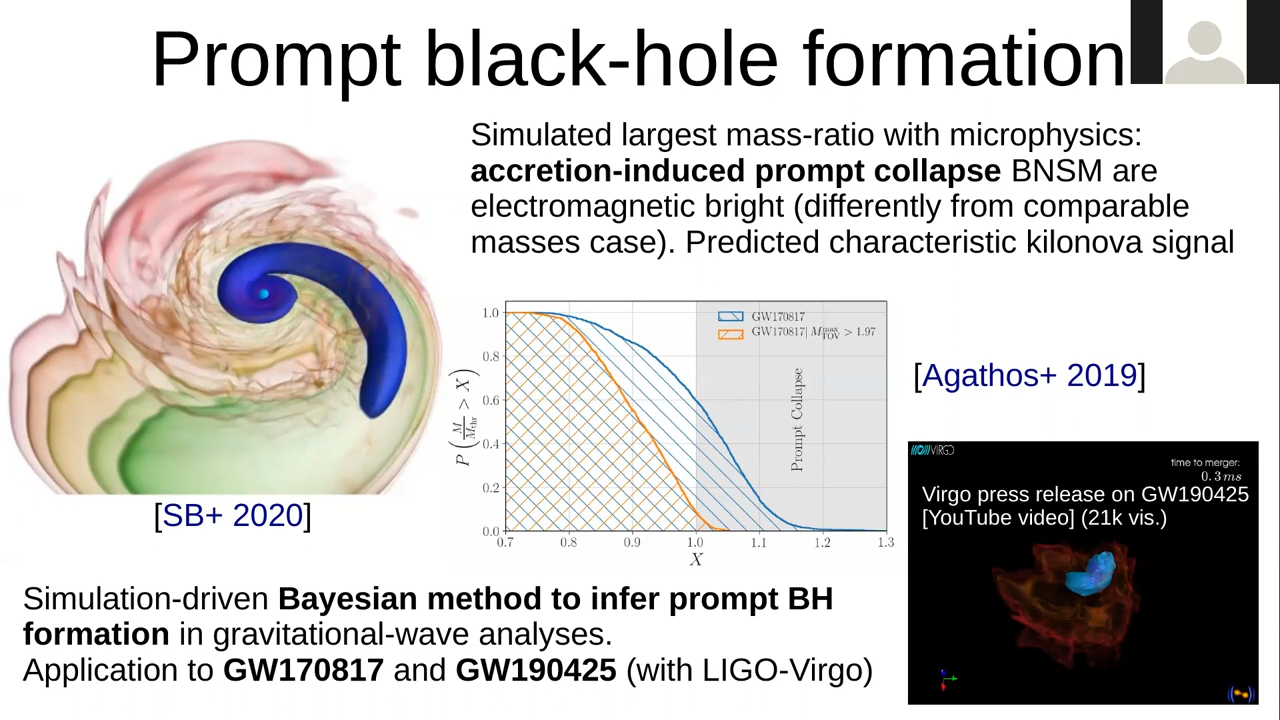 Prompt black-hole formation
Simulated largest mass-ratio with microphysics:
accretion-induced prompt collapse BNSM are
electromagnetic bright (differently from comparable
masses case). Predicted characteristic kilonova signal
[SB+ 2020]
GW170817
GW170817| M_TOV^max > 1.97
Prompt Collapse
P (M/M_thr > X)
1.0
0.8
0.6
0.4
0.2
0.0
0.7 0.8 0.9 1.0 1.1 1.2 1.3
X
[Agathos+ 2019]
VIRGO
time to merger:
0.3 ms
Virgo press release on GW190425
[YouTube video] (21k vis.)
Simulation-driven Bayesian method to infer prompt BH
formation in gravitational-wave analyses.
Application to GW170817 and GW190425 (with LIGO-Virgo)